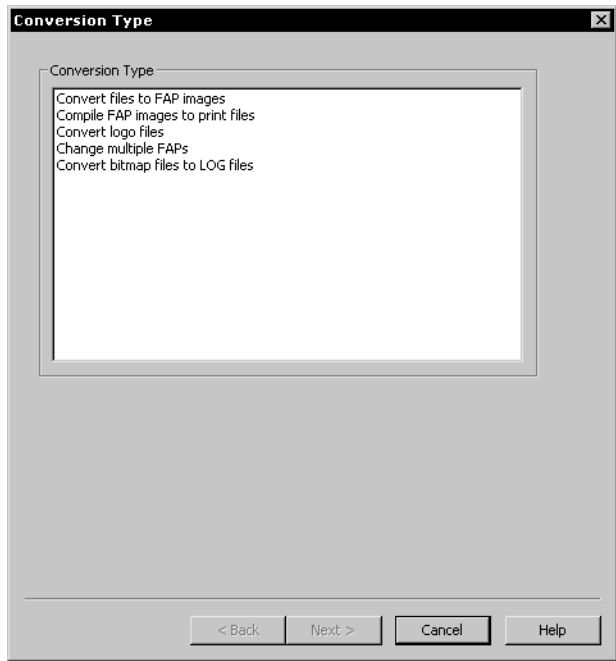 Conversion Type
Conversion Type
Convert files to FAP images
Compile FAP images to print files
Convert logo files
Change multiple FAPs
Convert bitmap files to LOG files
< Back
Next >
Cancel
Help